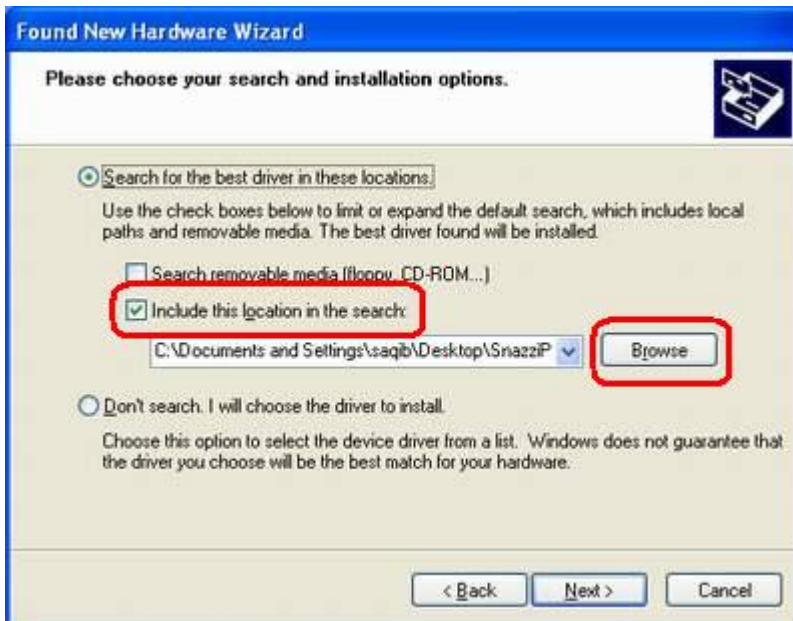 Found New Hardware Wizard
Please choose your search and installation options.
Search for the best driver in these locations.
Use the check boxes below to limit or expand the default search, which includes local
paths and removable media. The best driver found will be installed.
Search removable media (floppy, CD-ROM...)
Include this location in the search:
C:\Documents and Settings\saqib\Desktop\SnazziP
Browse
Don't search. I will choose the driver to install.
Choose this option to select the device driver from a list. Windows does not guarantee that
the driver you choose will be the best match for your hardware.
< Back
Next >
Cancel